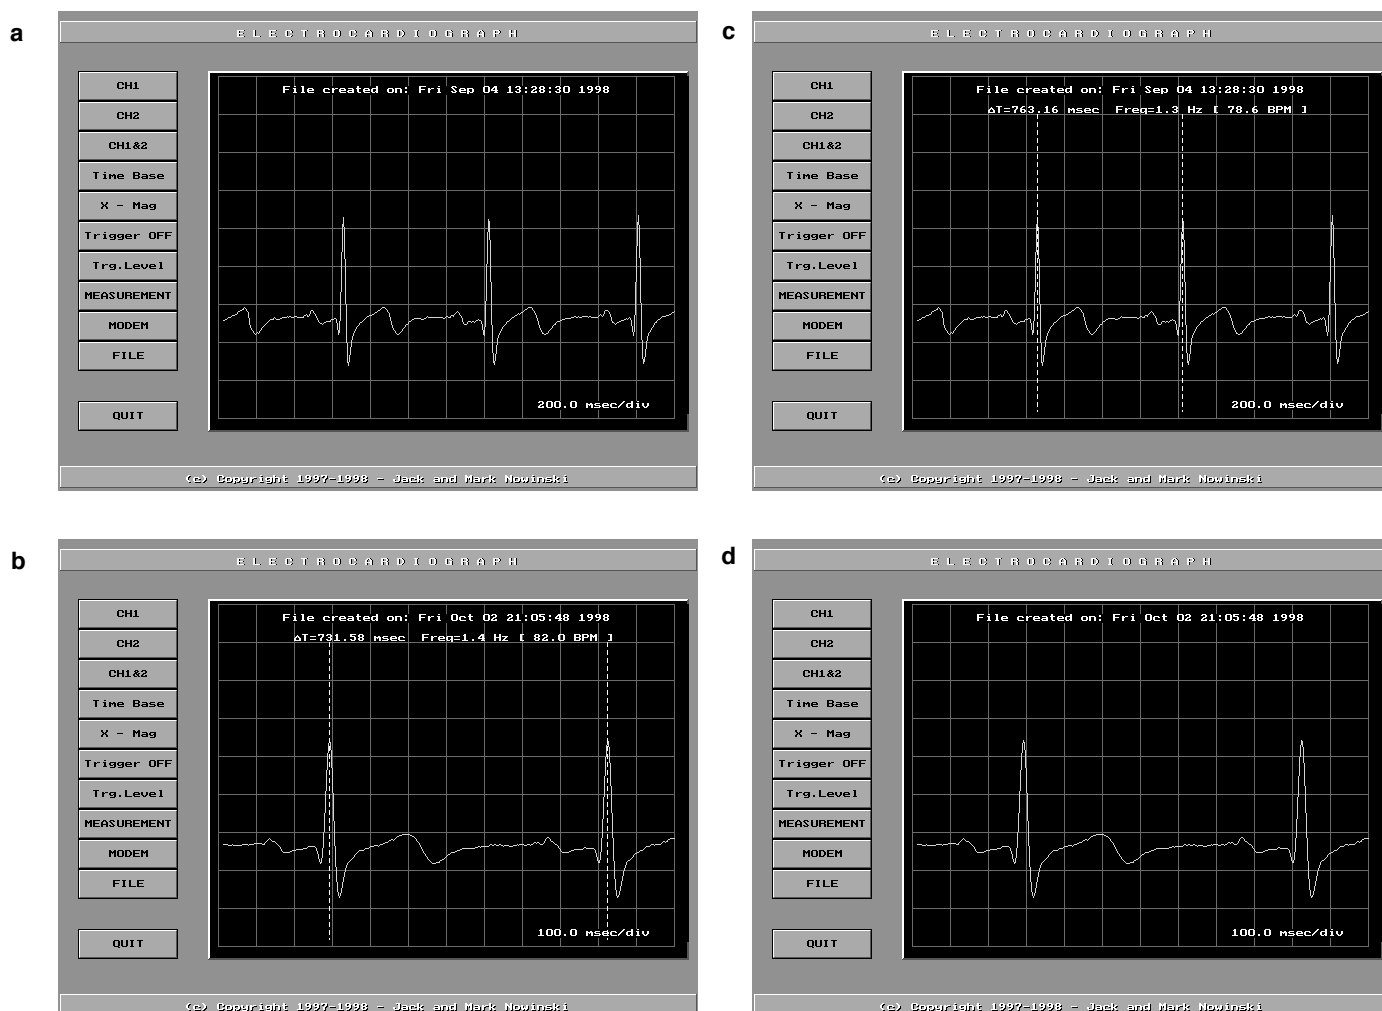 a
E L E C T R O C A R D I O G R A P H
CH1
CH2
CH1&2
Time Base
X - Mag
Trigger OFF
Trg.Level
MEASUREMENT
MODEM
FILE
QUIT
File created on: Fri Sep 04 13:28:30 1998
200.0 msec/div
(c) Copyright 1997-1998 - Jack and Mark Nowinski
c
E L E C T R O C A R D I O G R A P H
CH1
CH2
CH1&2
Time Base
X - Mag
Trigger OFF
Trg.Level
MEASUREMENT
MODEM
FILE
QUIT
File created on: Fri Sep 04 13:28:30 1998
ΔT=763.16 msec Freq=1.3 Hz [ 78.6 BPM ]
200.0 msec/div
(c) Copyright 1997-1998 - Jack and Mark Nowinski
b
E L E C T R O C A R D I O G R A P H
CH1
CH2
CH1&2
Time Base
X - Mag
Trigger OFF
Trg.Level
MEASUREMENT
MODEM
FILE
QUIT
File created on: Fri Oct 02 21:05:48 1998
ΔT=731.58 msec Freq=1.4 Hz [ 82.0 BPM ]
100.0 msec/div
(c) Copyright 1997-1998 - Jack and Mark Nowinski
d
E L E C T R O C A R D I O G R A P H
CH1
CH2
CH1&2
Time Base
X - Mag
Trigger OFF
Trg.Level
MEASUREMENT
MODEM
FILE
QUIT
File created on: Fri Oct 02 21:05:48 1998
100.0 msec/div
(c) Copyright 1997-1998 - Jack and Mark Nowinski